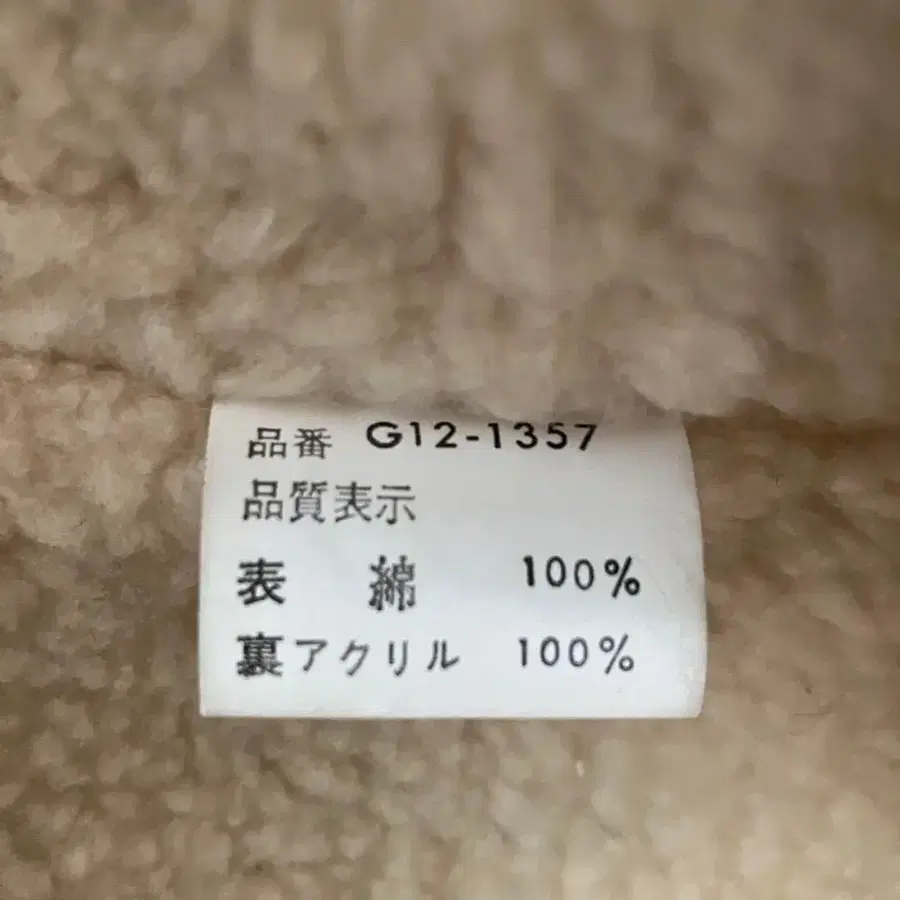 品番 G12-1357
品質表示
表 綿 100%
裏アクリル 100%